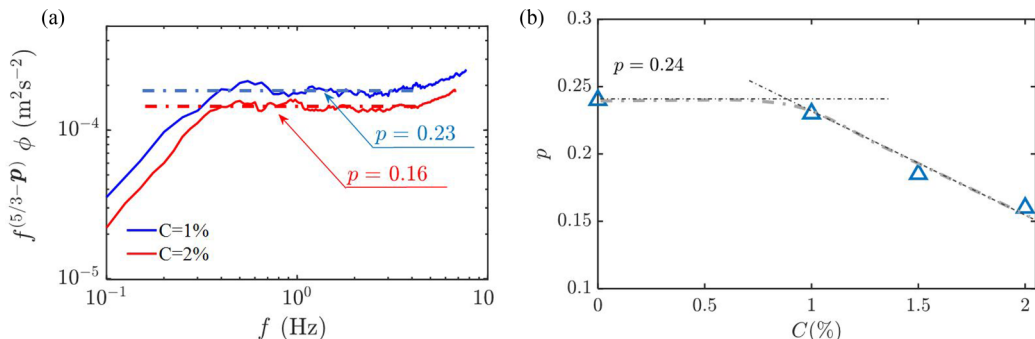 (a)
f^(5/3−p) ϕ (m²s⁻²)
10⁻⁴
10⁻⁵
p = 0.23
p = 0.16
C=1%
C=2%
10⁻¹
10⁰
10
f (Hz)
(b)
0.3
0.25
0.2
0.15
0.1
p
p = 0.24
0
0.5
1
1.5
2
C(%)